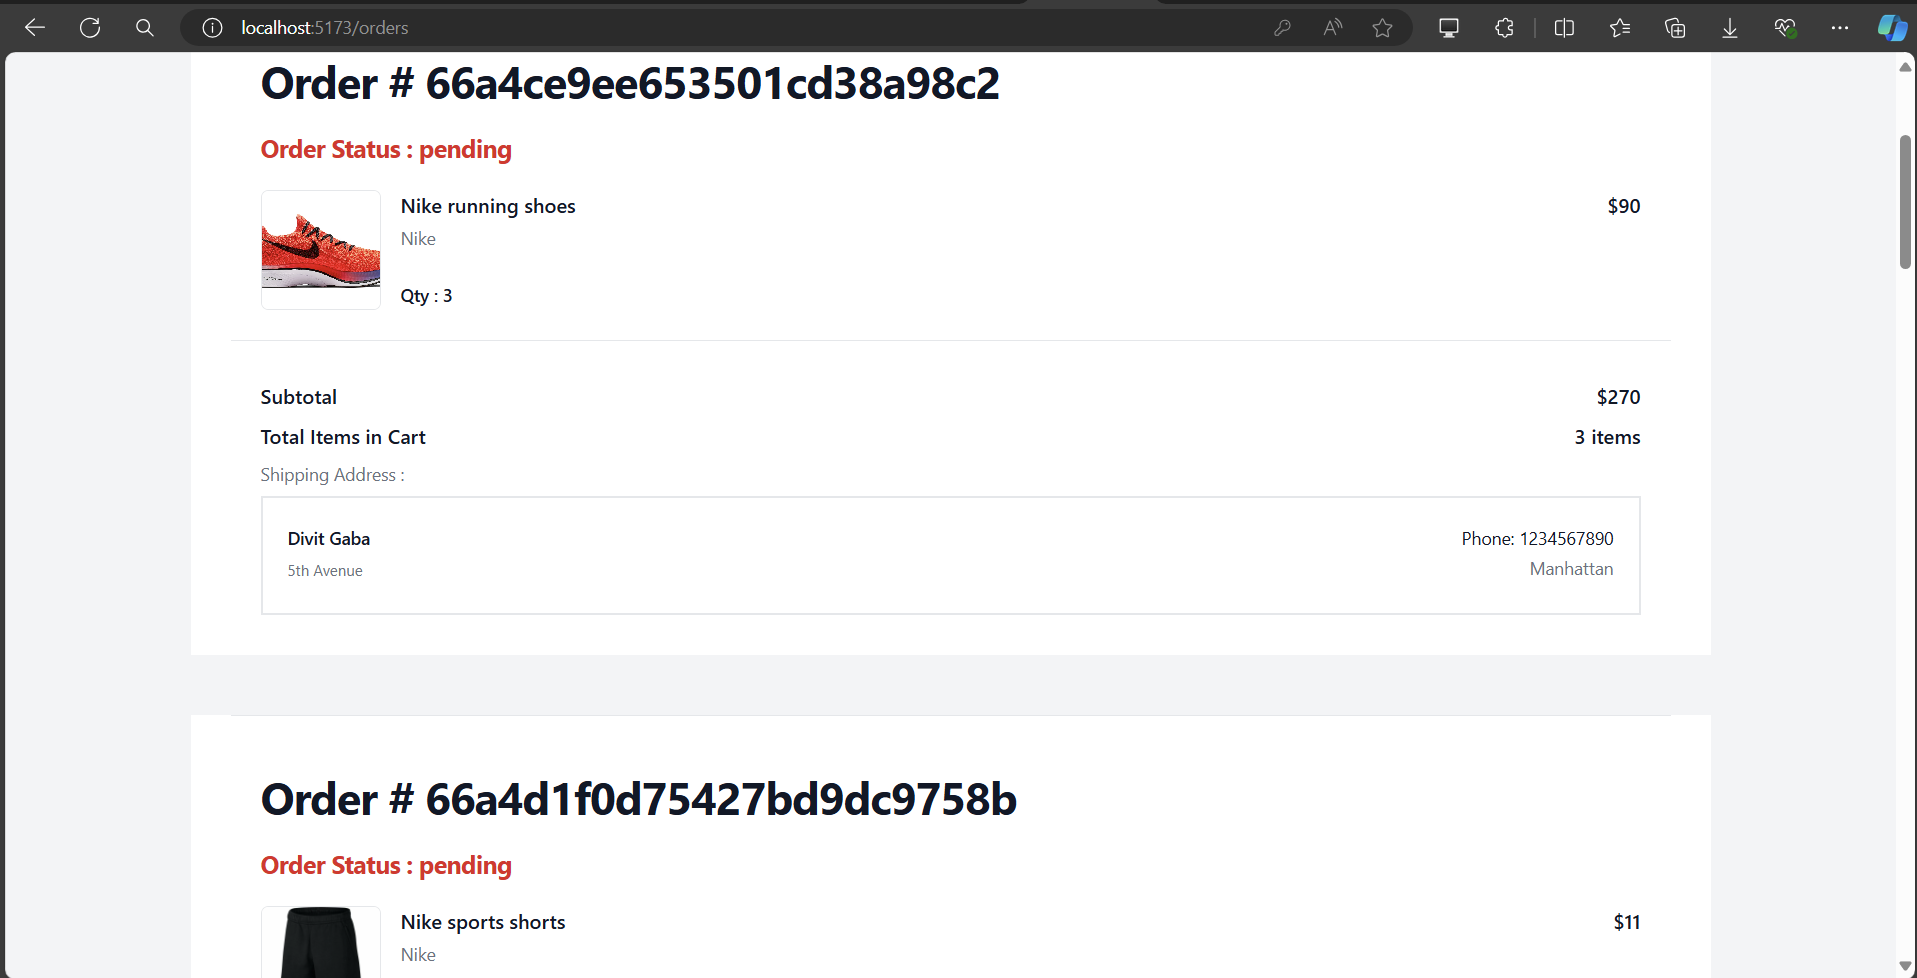 localhost:5173/orders
Order # 66a4ce9ee653501cd38a98c2
Order Status : pending
Nike running shoes
$90
Nike
Qty : 3
Subtotal
$270
Total Items in Cart
3 items
Shipping Address :
Divit Gaba
Phone: 1234567890
5th Avenue
Manhattan
Order # 66a4d1f0d75427bd9dc9758b
Order Status : pending
Nike sports shorts
$11
Nike